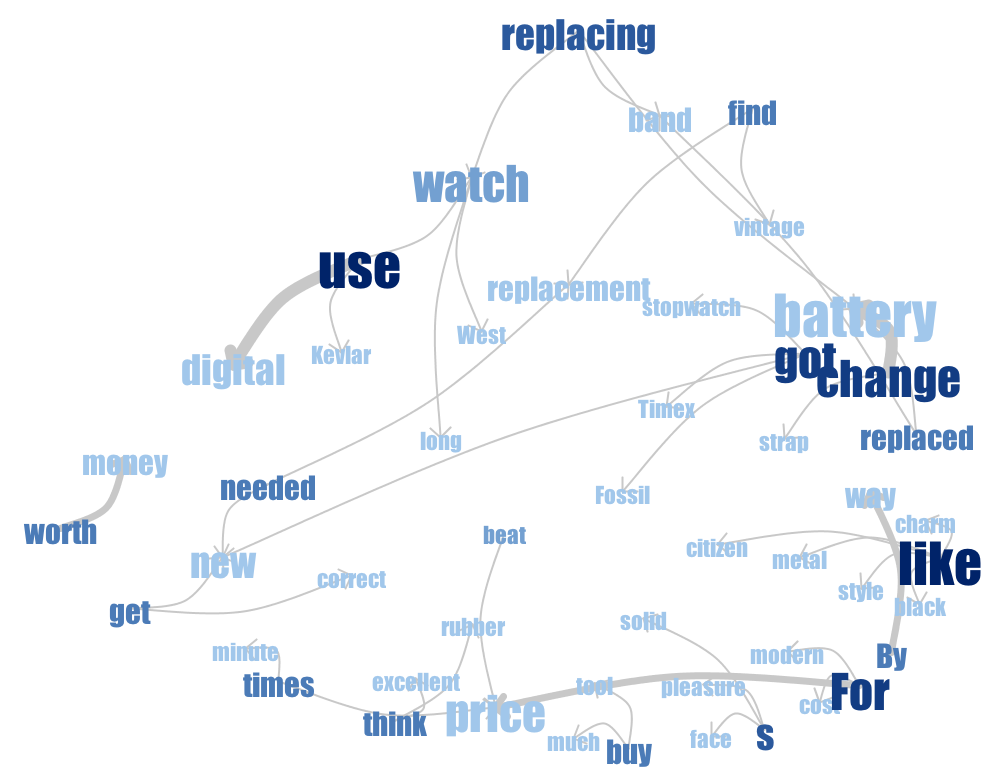 replacing
band
find
watch
vintage
use
replacement
stopwatch
battery
West
Kevlar
digital
got
change
Timex
long
strap
replaced
money
needed
Fossil
way
worth
beat
charm
new
citizen
metal
like
correct
style
black
get
rubber
solid
minute
modern
By
times
excellent
tool
pleasure
For
think
price
cost
much
buy
face
s